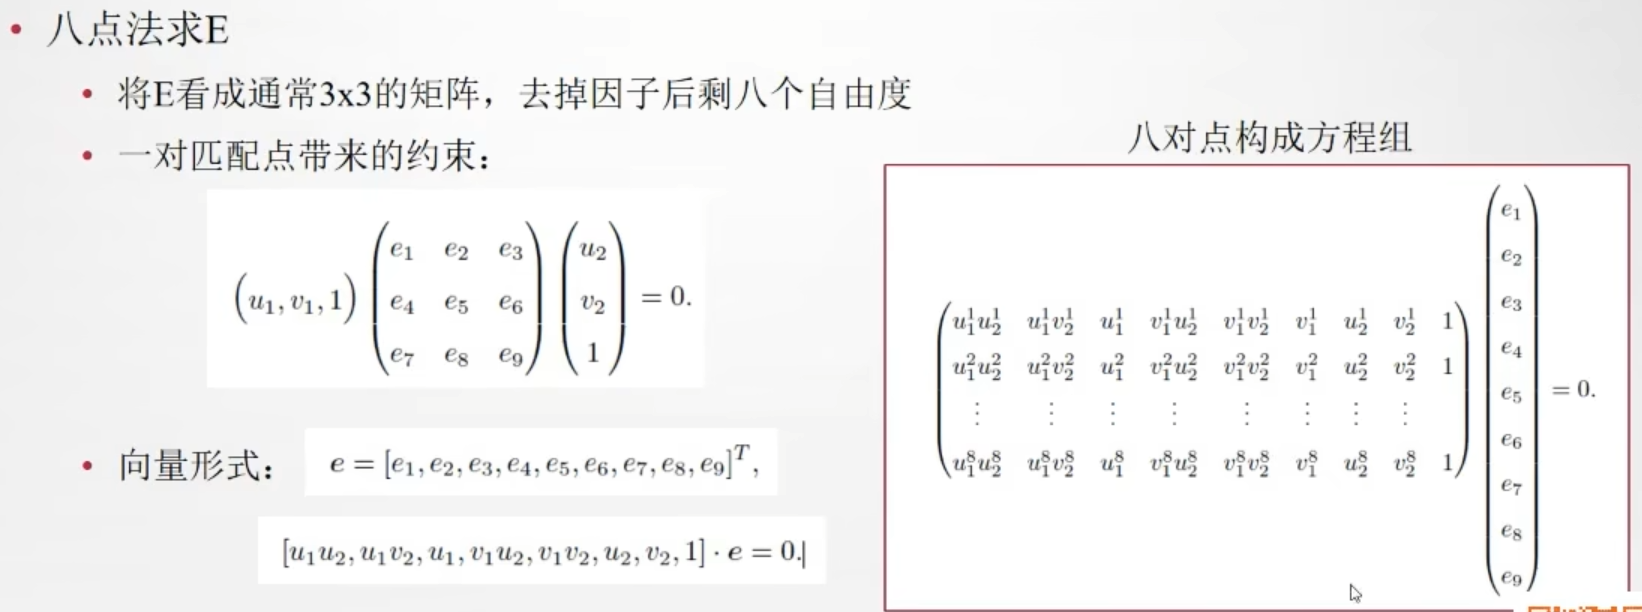 • 八点法求E
• 将E看成通常3x3的矩阵，去掉因子后剩八个自由度
• 一对匹配点带来的约束：
$(u_1, v_1, 1) \begin{pmatrix} e_1 & e_2 & e_3 \\ e_4 & e_5 & e_6 \\ e_7 & e_8 & e_9 \end{pmatrix} \begin{pmatrix} u_2 \\ v_2 \\ 1 \end{pmatrix} = 0.$
• 向量形式： $e = [e_1, e_2, e_3, e_4, e_5, e_6, e_7, e_8, e_9]^T,$
$[u_1u_2, u_1v_2, u_1, v_1u_2, v_1v_2, u_2, v_2, 1] \cdot e = 0.$
八对点构成方程组
$\begin{pmatrix} u_1^1u_2^1 & u_1^1v_2^1 & u_1^1 & v_1^1u_2^1 & v_1^1v_2^1 & v_1^1 & u_2^1 & v_2^1 & 1 \\ u_1^2u_2^2 & u_1^2v_2^2 & u_1^2 & v_1^2u_2^2 & v_1^2v_2^2 & v_1^2 & u_2^2 & v_2^2 & 1 \\ \vdots & \vdots & \vdots & \vdots & \vdots & \vdots & \vdots & \vdots & \\ u_1^8u_2^8 & u_1^8v_2^8 & u_1^8 & v_1^8u_2^8 & v_1^8v_2^8 & v_1^8 & u_2^8 & v_2^8 & 1 \end{pmatrix} \begin{pmatrix} e_1 \\ e_2 \\ e_3 \\ e_4 \\ e_5 \\ e_6 \\ e_7 \\ e_8 \\ e_9 \end{pmatrix} = 0.$